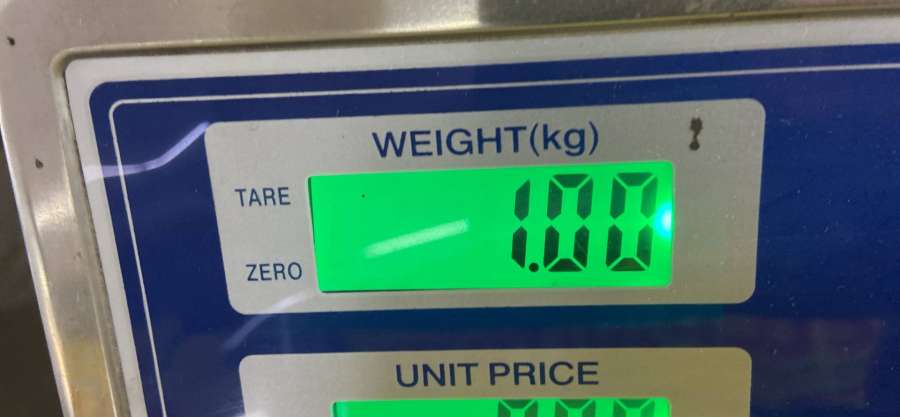 WEIGHT(kg)
TARE
1.00
ZERO
UNIT PRICE